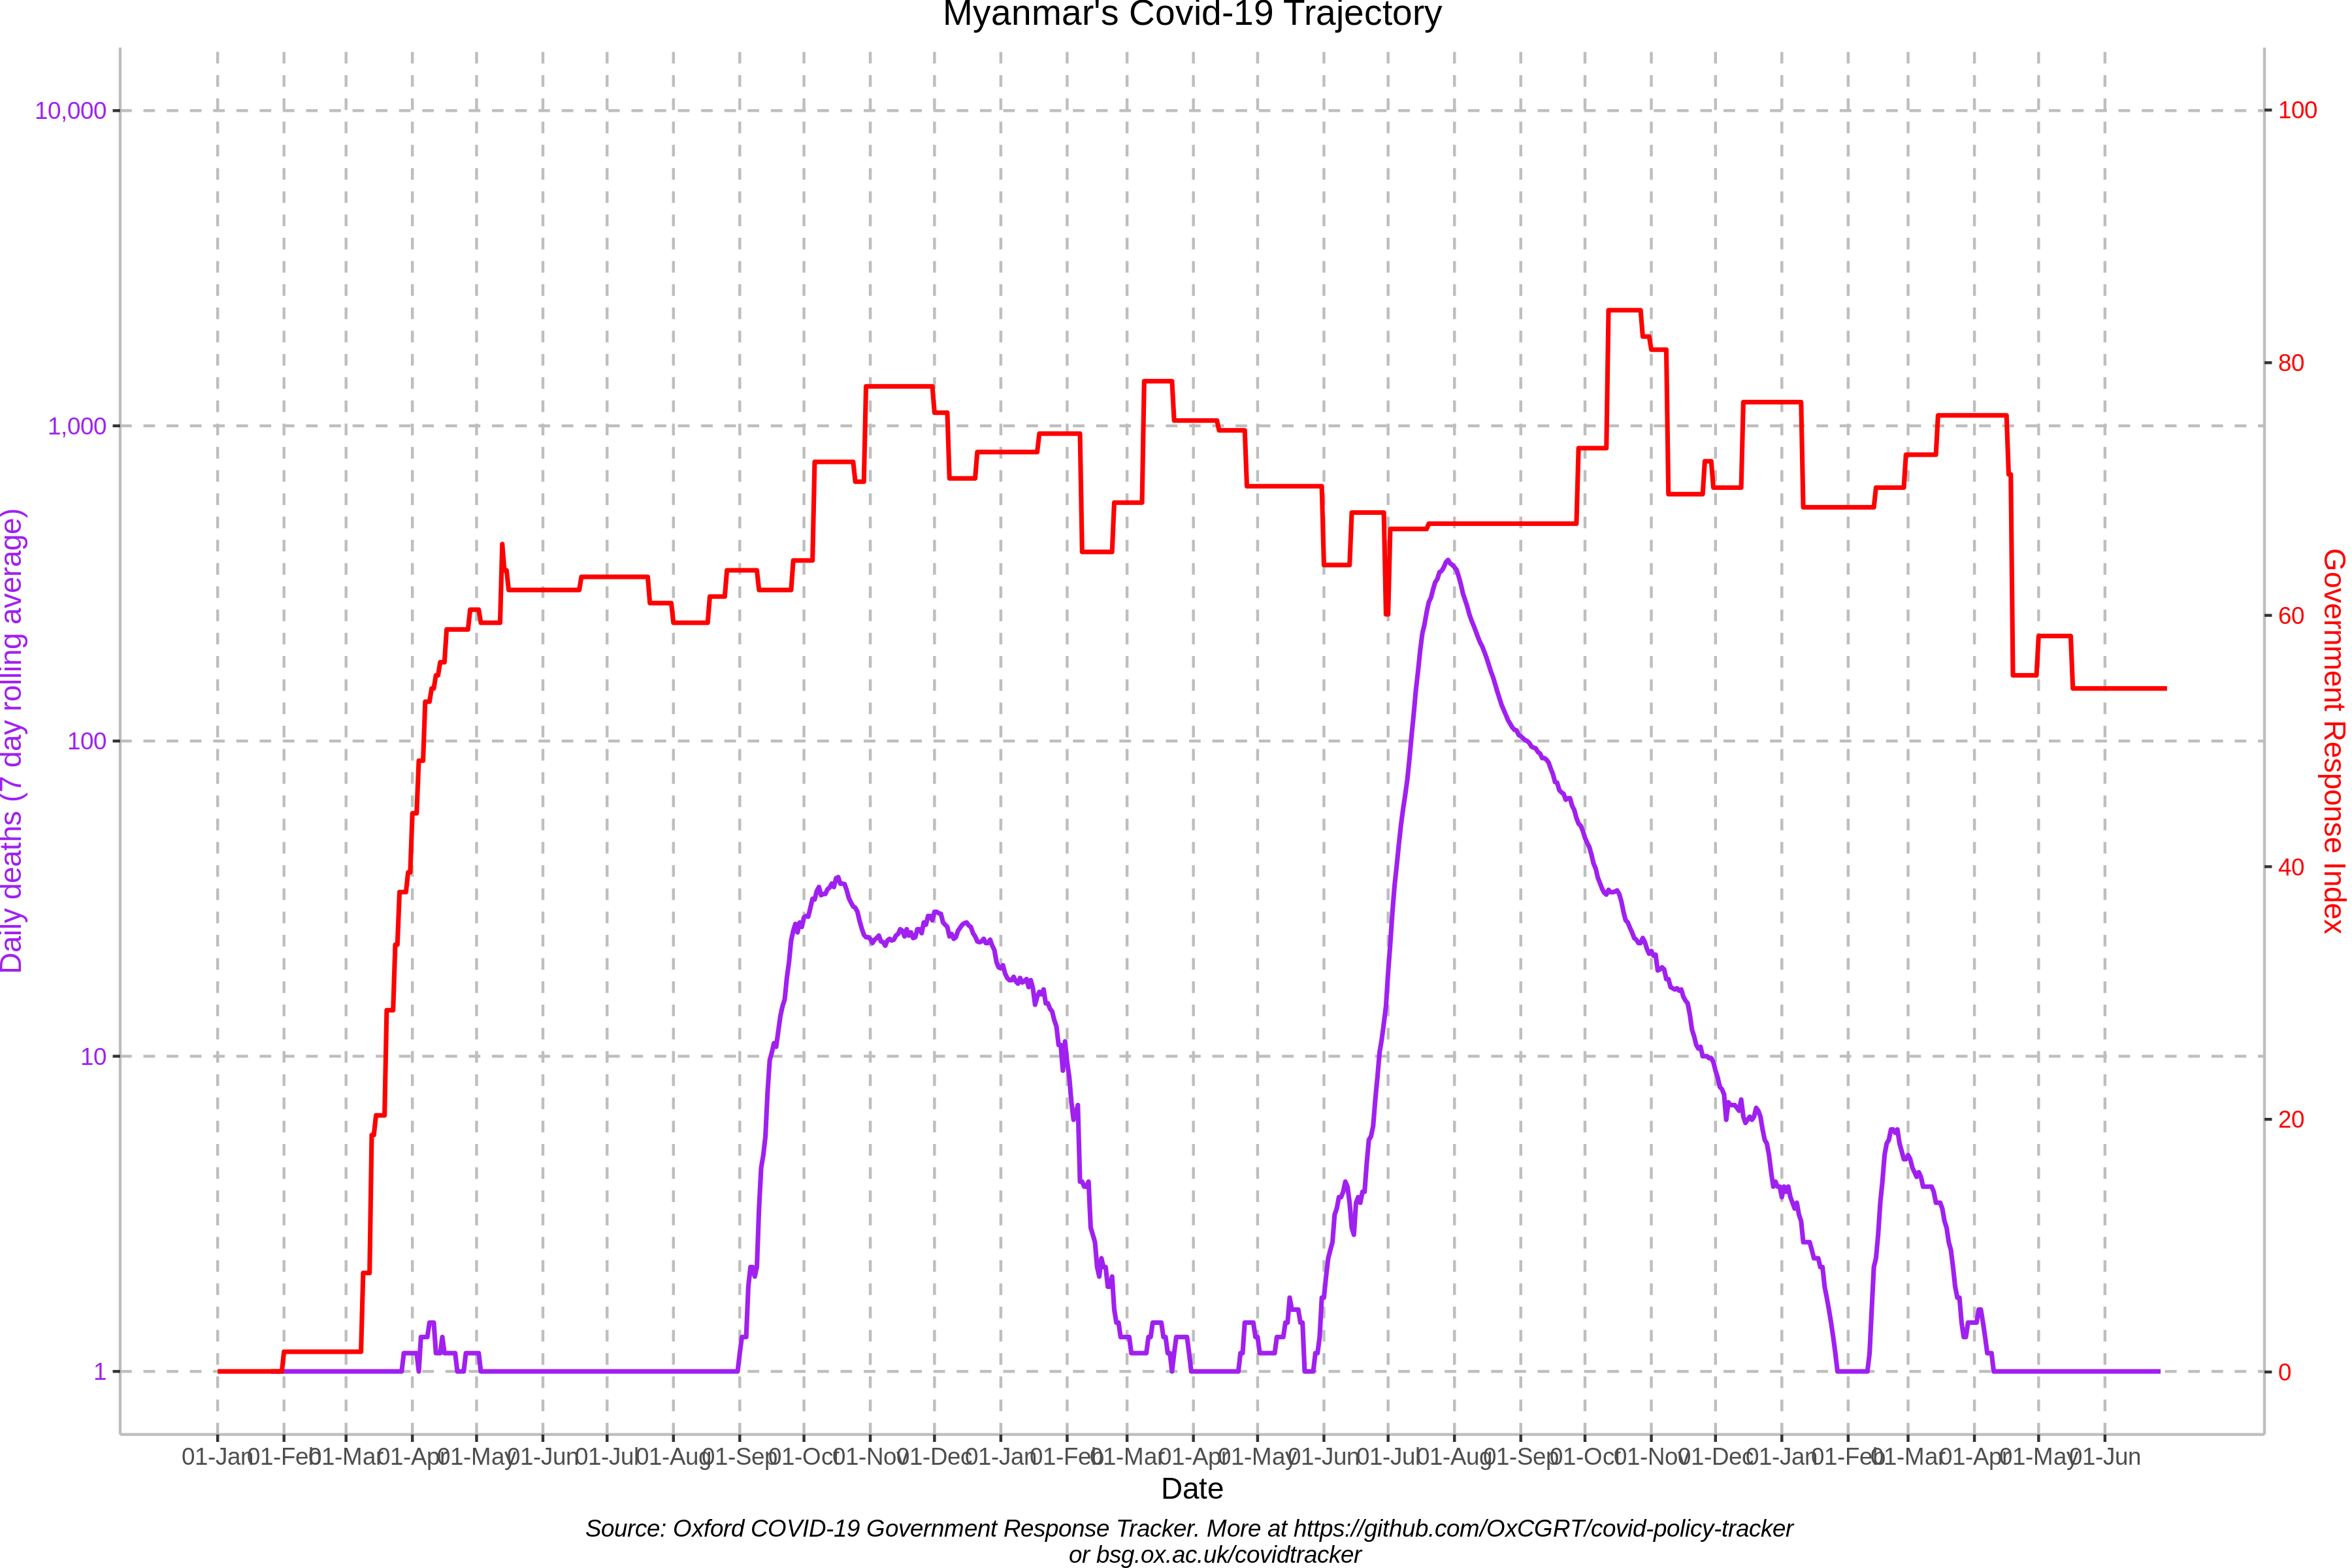 Myanmar's Covid-19 Trajectory
Daily deaths (7 day rolling average)
10,000
1,000
100
10
1
Government Response Index
100
80
60
40
20
0
01-Jan 01-Feb 01-Mar 01-Apr 01-May 01-Jun 01-Jul 01-Aug 01-Sep 01-Oct 01-Nov 01-Dec 01-Jan 01-Feb 01-Mar 01-Apr 01-May 01-Jun 01-Jul 01-Aug 01-Sep 01-Oct 01-Nov 01-Dec 01-Jan 01-Feb 01-Mar 01-Apr 01-May 01-Jun
Date
Source: Oxford COVID-19 Government Response Tracker. More at https://github.com/OxCGRT/covid-policy-tracker
or bsg.ox.ac.uk/covidtracker